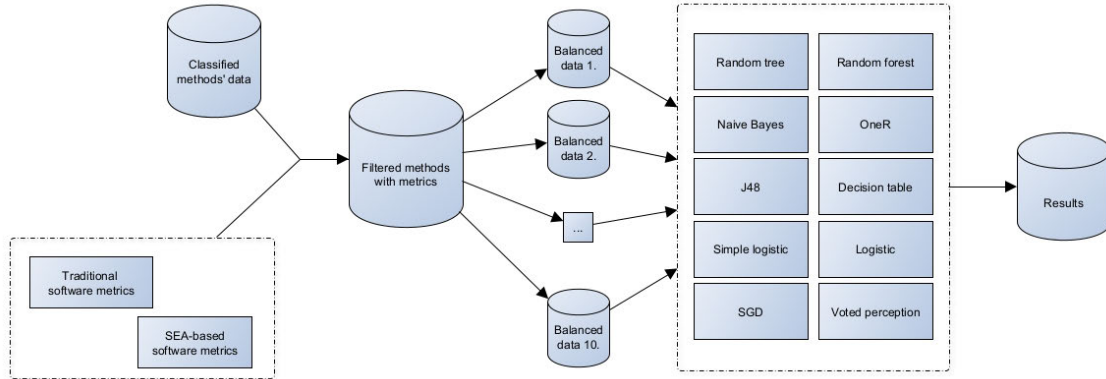 Classified
methods' data
Traditional
software metrics
SEA-based
software metrics
Filtered methods
with metrics
Balanced
data 1.
Balanced
data 2.
...
Balanced
data 10.
Random tree
Random forest
Naive Bayes
OneR
J48
Decision table
Simple logistic
Logistic
SGD
Voted perception
Results